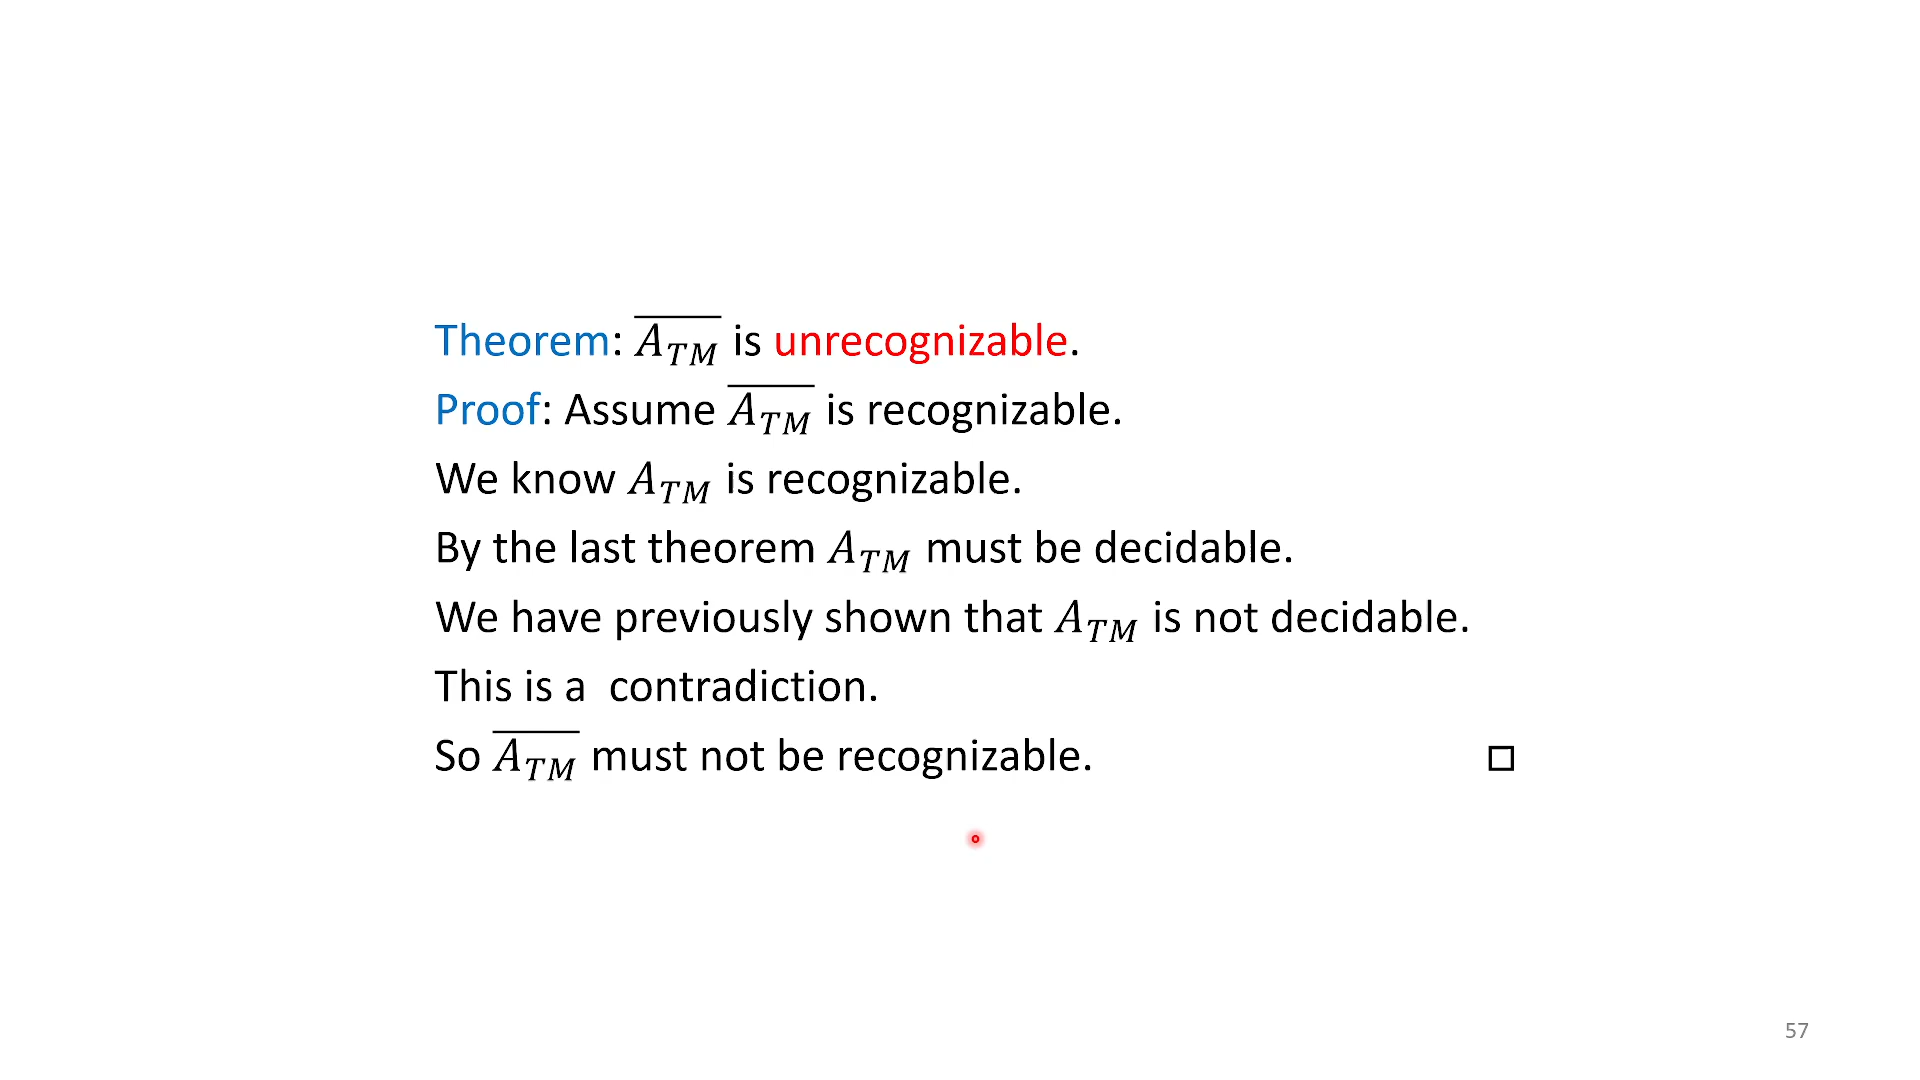 Theorem: $\overline{A_{TM}}$ is unrecognizable.
Proof: Assume $\overline{A_{TM}}$ is recognizable.
We know $A_{TM}$ is recognizable.
By the last theorem $A_{TM}$ must be decidable.
We have previously shown that $A_{TM}$ is not decidable.
This is a  contradiction.
So $\overline{A_{TM}}$ must not be recognizable. □
57